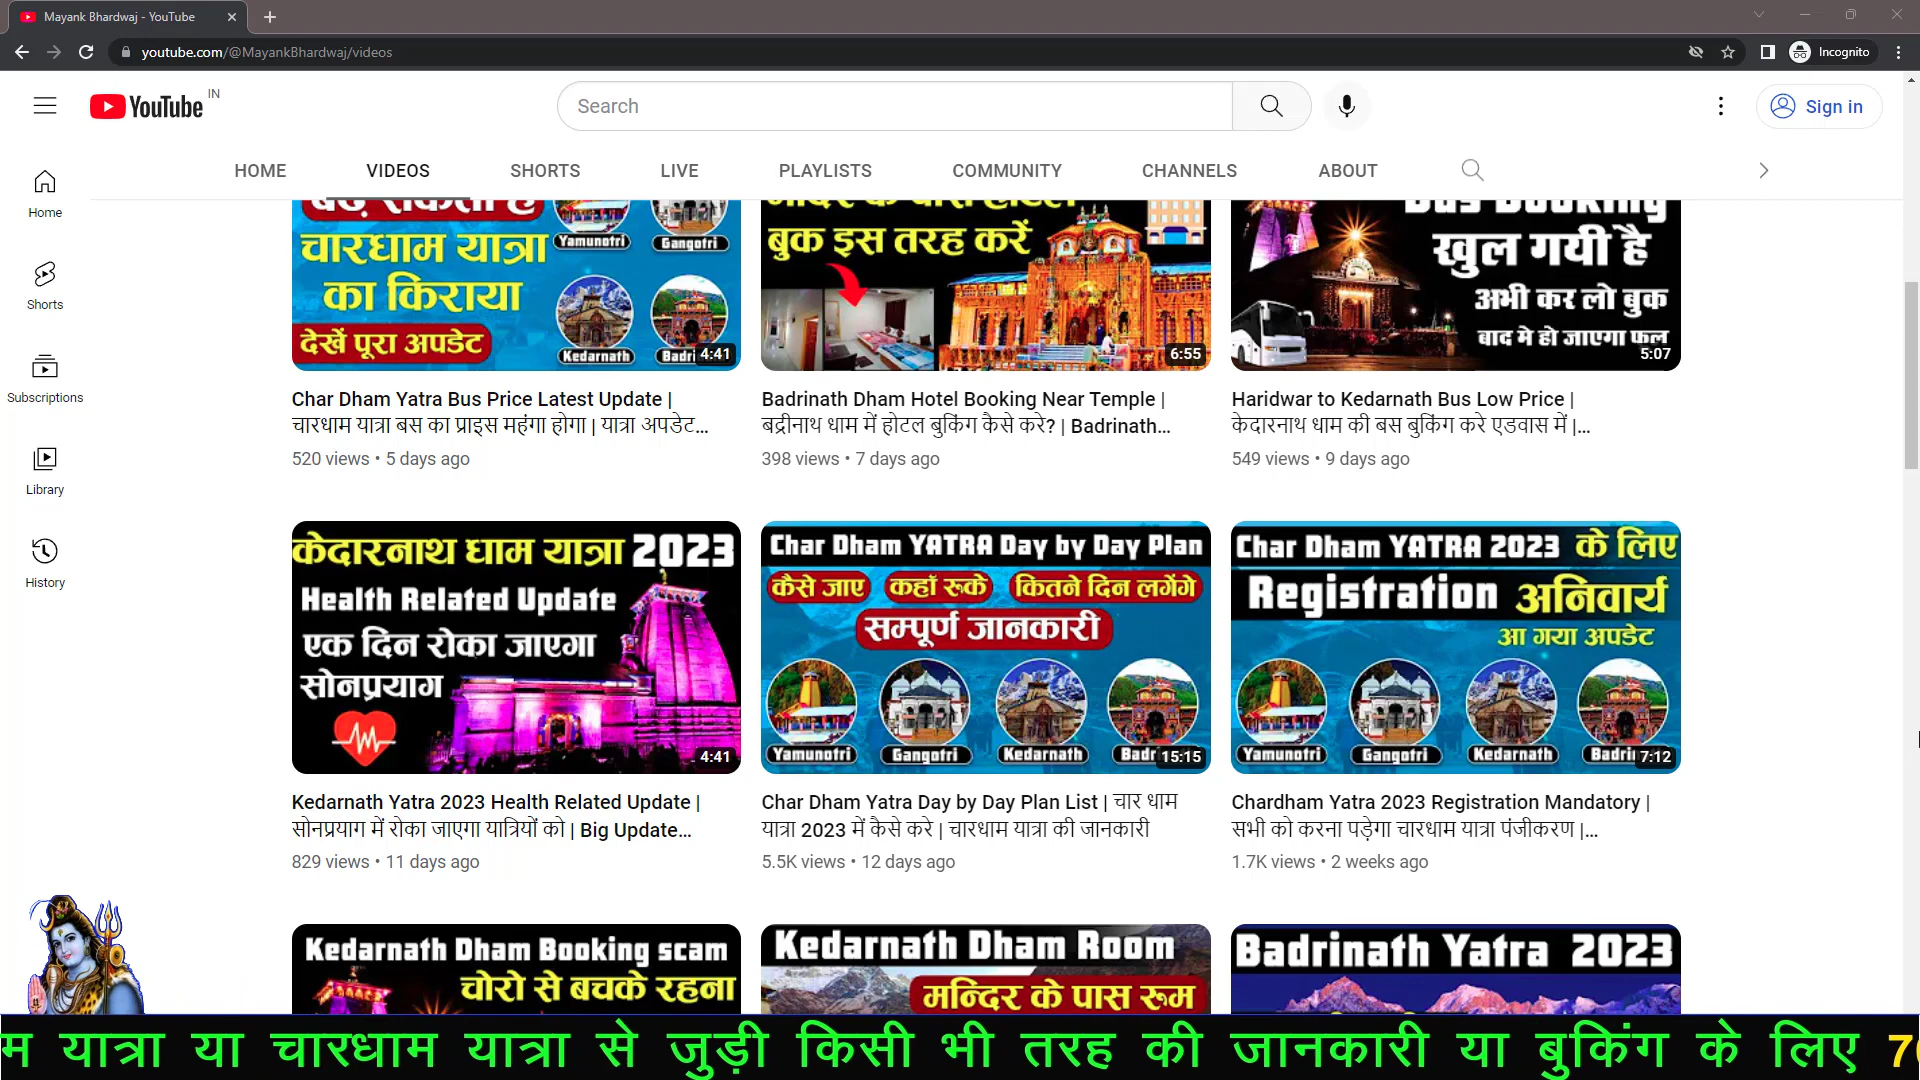 Mayank Bhardwaj - YouTube
youtube.com/@MayankBhardwaj/videos
Incognito
YouTube IN
Search
Sign in
HOME VIDEOS SHORTS LIVE PLAYLISTS COMMUNITY CHANNELS ABOUT
Home
Shorts
Subscriptions
Library
History
चारधाम यात्रा
का किराया
देखें पूरा अपडेट
Yamunotri Gangotri
Kedarnath Badri
4:41
बुक इस तरह करें
6:55
Bus Booking
खुल गयी है
अभी कर लो बुक
बाद मे हो जाएगा फुल
5:07
Char Dham Yatra Bus Price Latest Update |
चारधाम यात्रा बस का प्राइस महंगा होगा | यात्रा अपडेट...
520 views • 5 days ago
Badrinath Dham Hotel Booking Near Temple |
बद्रीनाथ धाम में होटल बुकिंग कैसे करे? | Badrinath...
398 views • 7 days ago
Haridwar to Kedarnath Bus Low Price |
केदारनाथ धाम की बस बुकिंग करे एडवास में |...
549 views • 9 days ago
केदारनाथ धाम यात्रा 2023
Health Related Update
एक दिन रोका जाएगा
सोनप्रयाग
4:41
Char Dham YATRA Day by Day Plan
कैसे जाए कहाँ रुके कितने दिन लगेंगे
सम्पूर्ण जानकारी
Yamunotri Gangotri Kedarnath Badr
15:15
Char Dham YATRA 2023 के लिए
Registration अनिवार्य
आ गया अपडेट
Yamunotri Gangotri Kedarnath Badrin
7:12
Kedarnath Yatra 2023 Health Related Update |
सोनप्रयाग में रोका जाएगा यात्रियों को | Big Update...
829 views • 11 days ago
Char Dham Yatra Day by Day Plan List | चार धाम
यात्रा 2023 में कैसे करे | चारधाम यात्रा की जानकारी
5.5K views • 12 days ago
Chardham Yatra 2023 Registration Mandatory |
सभी को करना पड़ेगा चारधाम यात्रा पंजीकरण |...
1.7K views • 2 weeks ago
Kedarnath Dham Booking scam
चोरो से बचके रहना
Kedarnath Dham Room
मन्दिर के पास रूम
Badrinath Yatra 2023
म यात्रा या चारधाम यात्रा से जुड़ी किसी भी तरह की जानकारी या बुकिंग के लिए 70